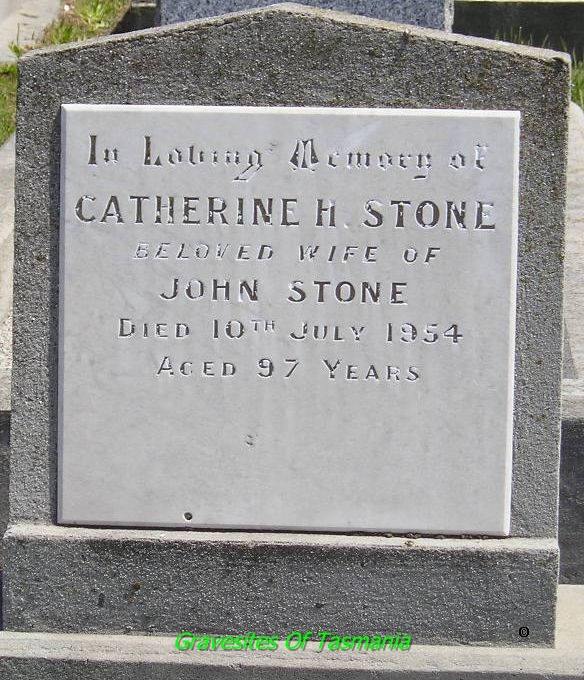 In Loving Memory of
CATHERINE H. STONE
BELOVED WIFE OF
JOHN STONE
DIED 10TH JULY 1954
AGED 97 YEARS
Gravesites Of Tasmania
©